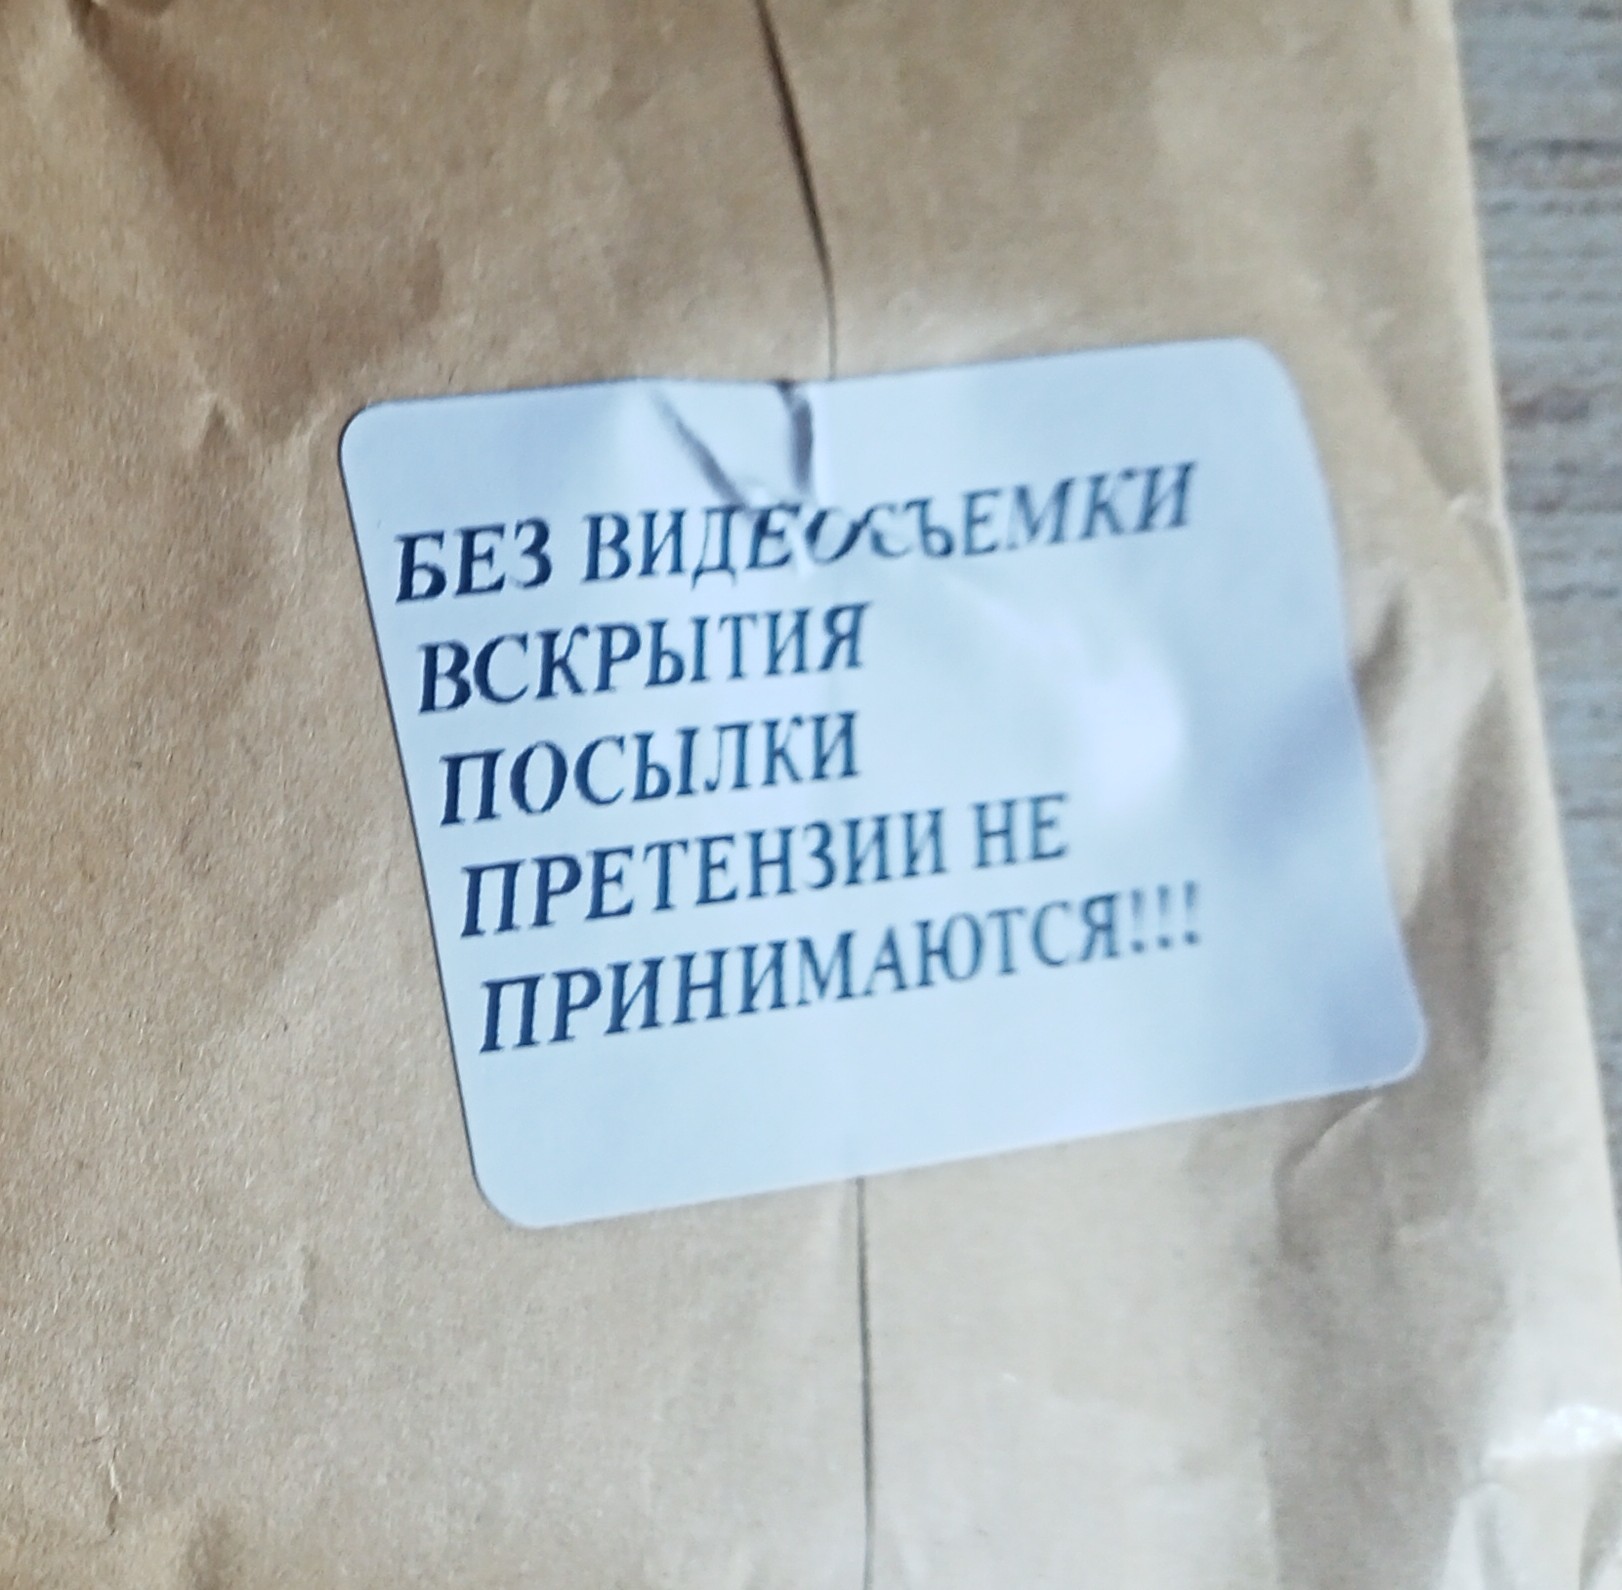 БЕЗ ВИДЕОСЪЕМКИ
ВСКРЫТИЯ
ПОСЫЛКИ
ПРЕТЕНЗИИ НЕ
ПРИНИМАЮТСЯ!!!